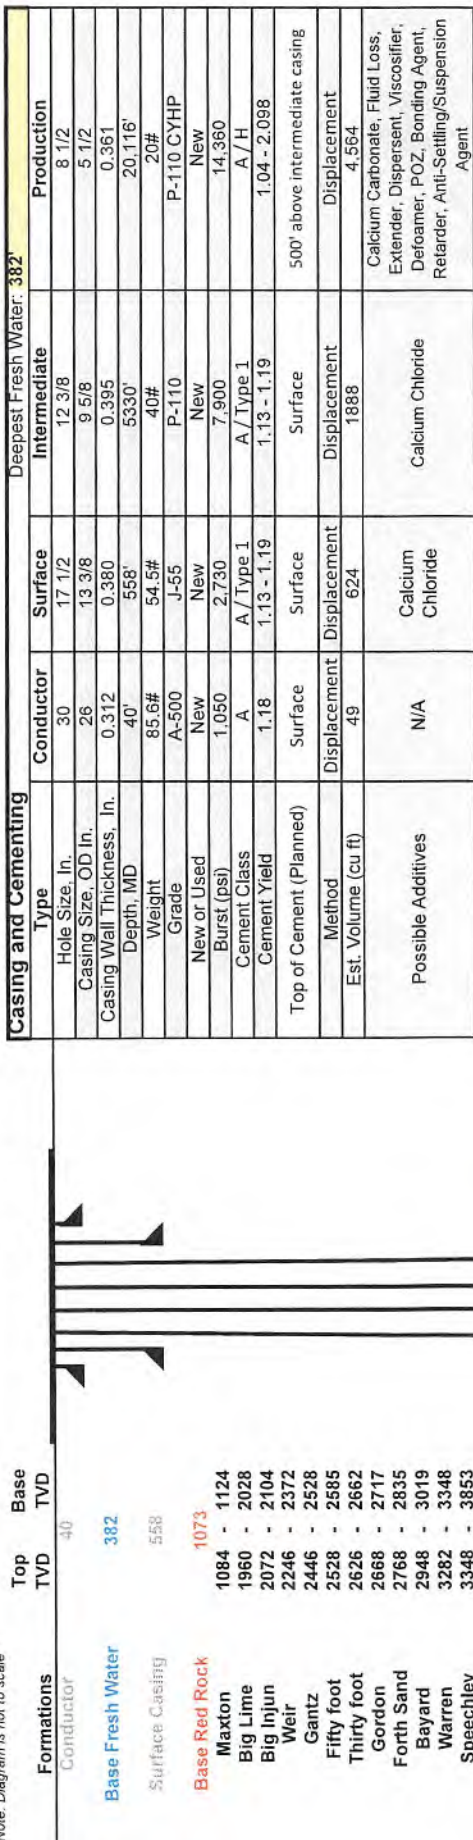 Note: Diagram is not to scale
Top Base
Formations TVD TVD
Conductor 40
Base Fresh Water 382
Surface Casing 558
Base Red Rock 1073
Maxton 1084 - 1124
Big Lime 1960 - 2028
Big Injun 2072 - 2104
Weir 2246 - 2372
Gantz 2446 - 2528
Fifty foot 2528 - 2585
Thirty foot 2626 - 2662
Gordon 2668 - 2717
Forth Sand 2768 - 2835
Bayard 2948 - 3019
Warren 3282 - 3348
Speechley 3348 - 3853
Casing and Cementing Deepest Fresh Water: 382'
Type Conductor Surface Intermediate Production
Hole Size, In. 30 17 1/2 12 3/8 8 1/2
Casing Size, OD In. 26 13 3/8 9 5/8 5 1/2
Casing Wall Thickness, In. 0.312 0.380 0.395 0.361
Depth, MD 40' 558' 5330' 20,116'
Weight 85.6# 54.5# 40# 20#
Grade A-500 J-55 P-110 P-110 CYHP
New or Used New New New New
Burst (psi) 1,050 2,730 7,900 14,360
Cement Class A A / Type 1 A / Type 1 A / H
Cement Yield 1.18 1.13 - 1.19 1.13 - 1.19 1.04 - 2.098
Top of Cement (Planned) Surface Surface Surface 500' above intermediate casing
Method Displacement Displacement Displacement Displacement
Est. Volume (cu ft) 49 624 1888 4,564
Possible Additives N/A Calcium Chloride Calcium Chloride Calcium Carbonate, Fluid Loss,
Extender, Dispersent, Viscosifier,
Defoamer, POZ, Bonding Agent,
Retarder, Anti-Settling/Suspension
Agent